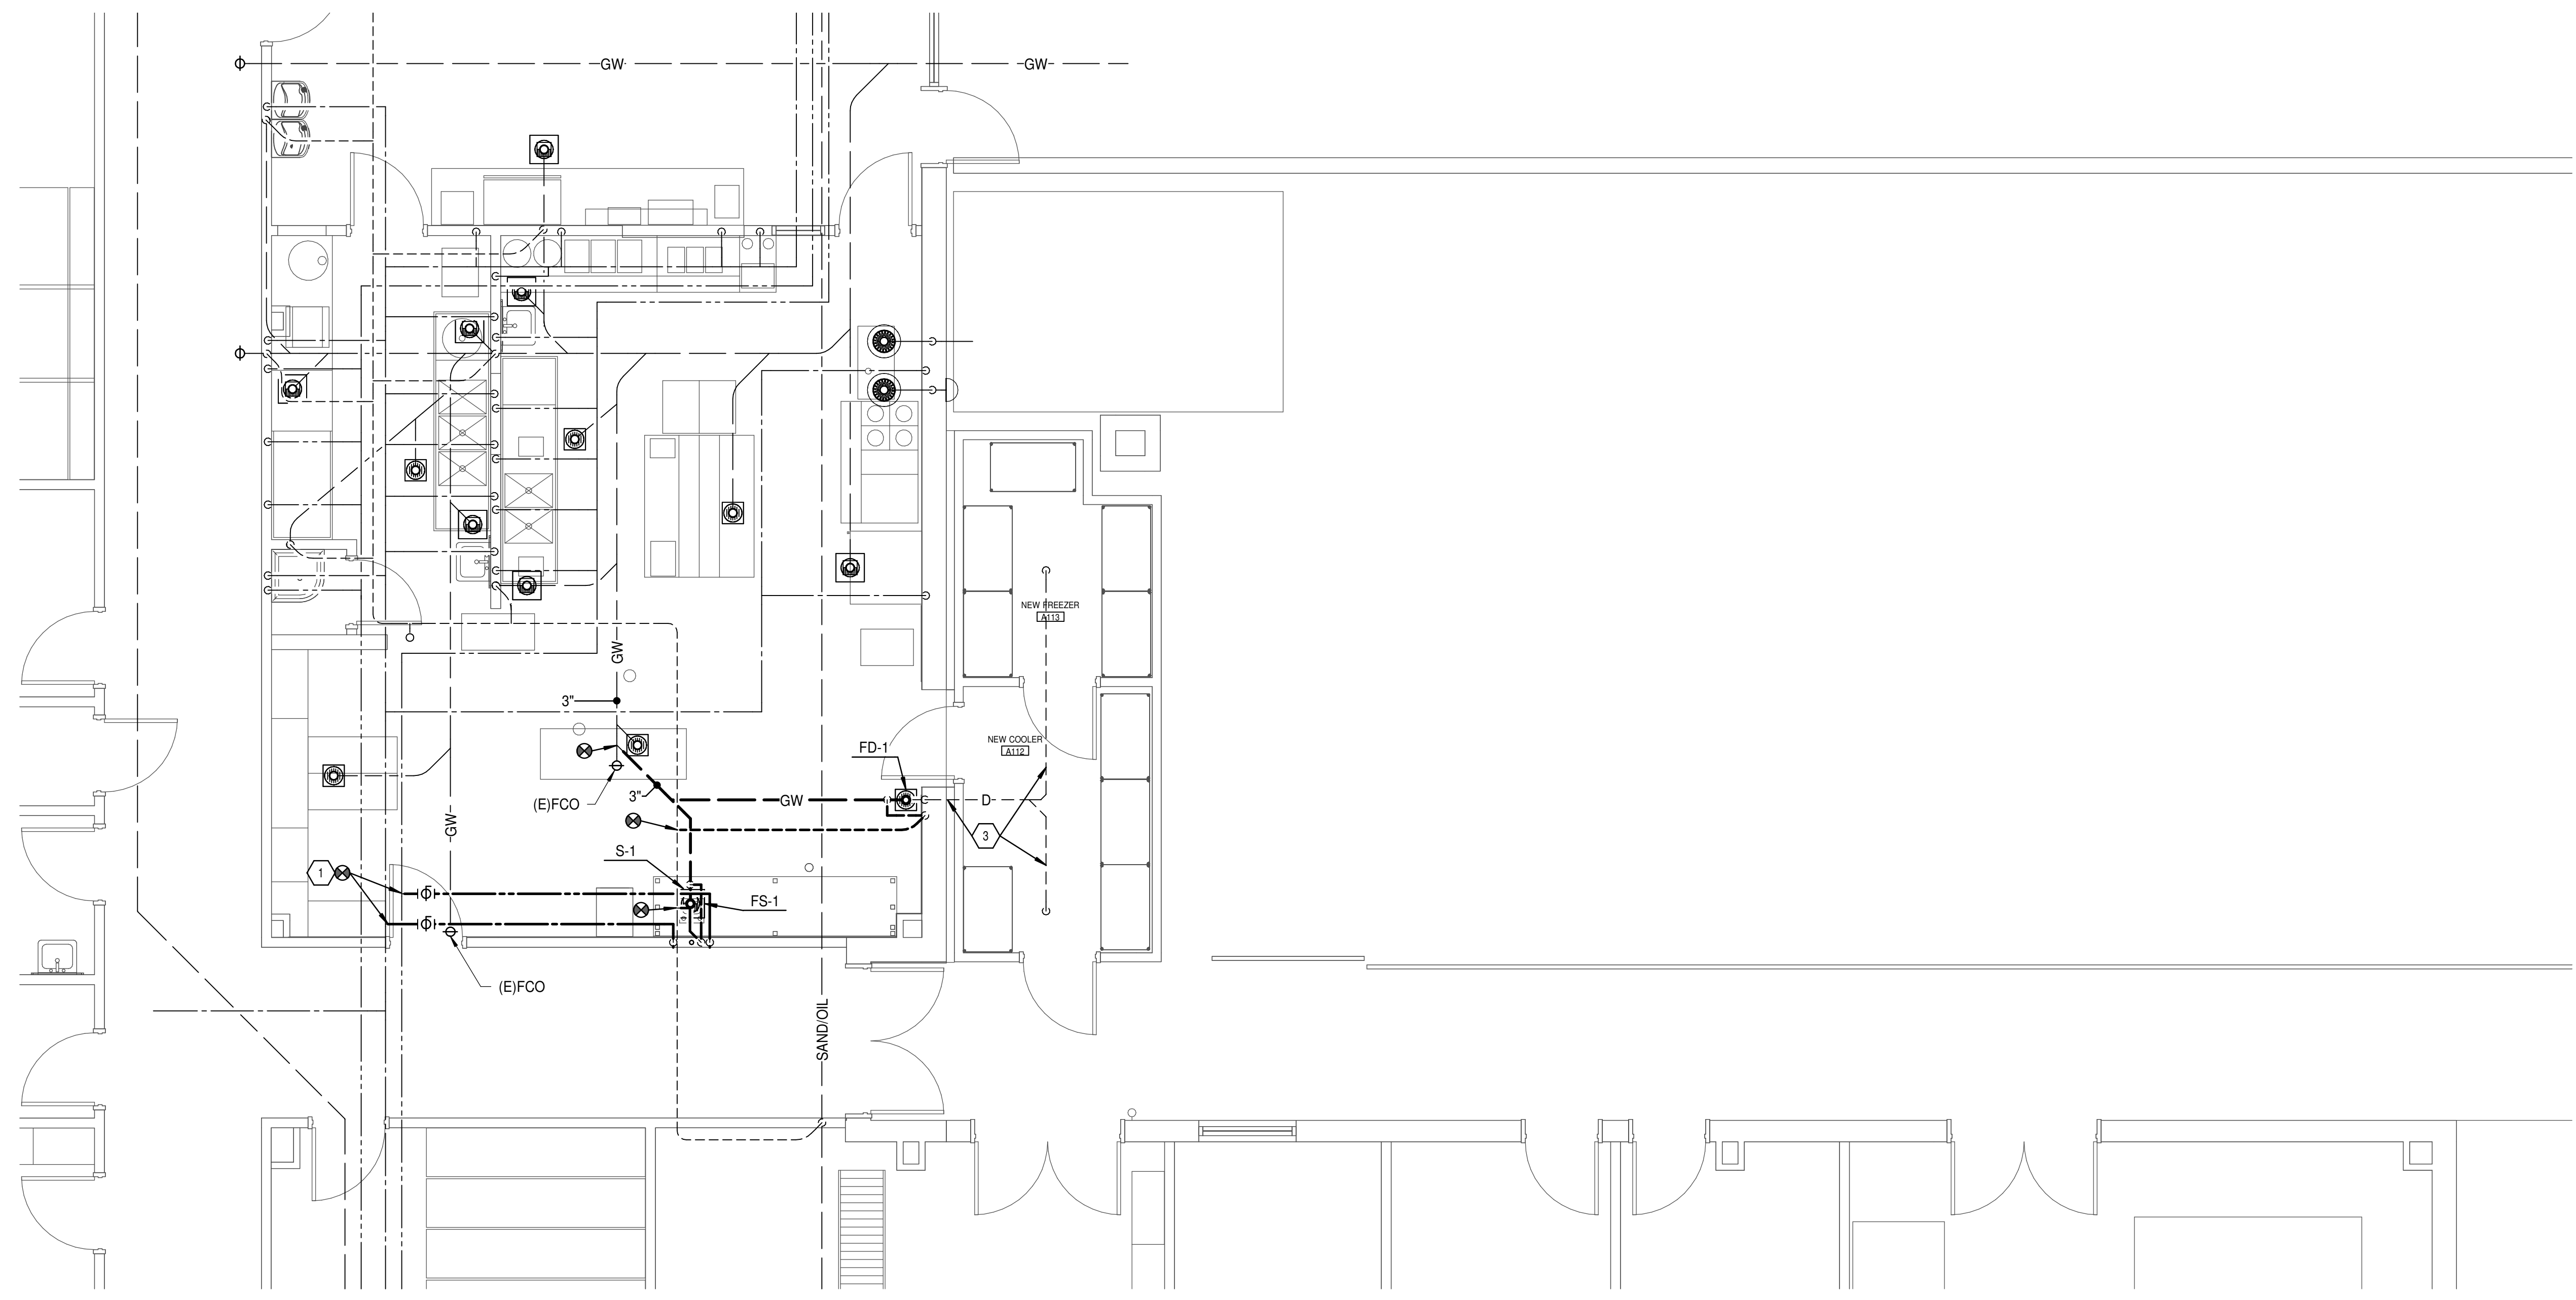 GW
GW
NEW FREEZER
A113
GW
3"
NEW COOLER
A112
FD-1
3"
GW
D
(E)FCO
GW
3
S-1
1
FS-1
(E)FCO
SAND/OIL